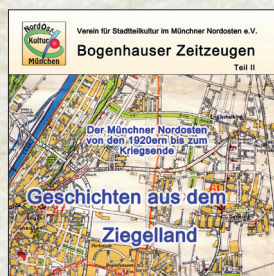 NordOst
Kultur
München
Verein für Stadtteilkultur im Münchner Nordosten e.V.
Bogenhauser Zeitzeugen
Teil II
Der Münchner Nordosten
von den 1920ern bis zum
Kriegsende
Geschichten aus dem
Ziegelland